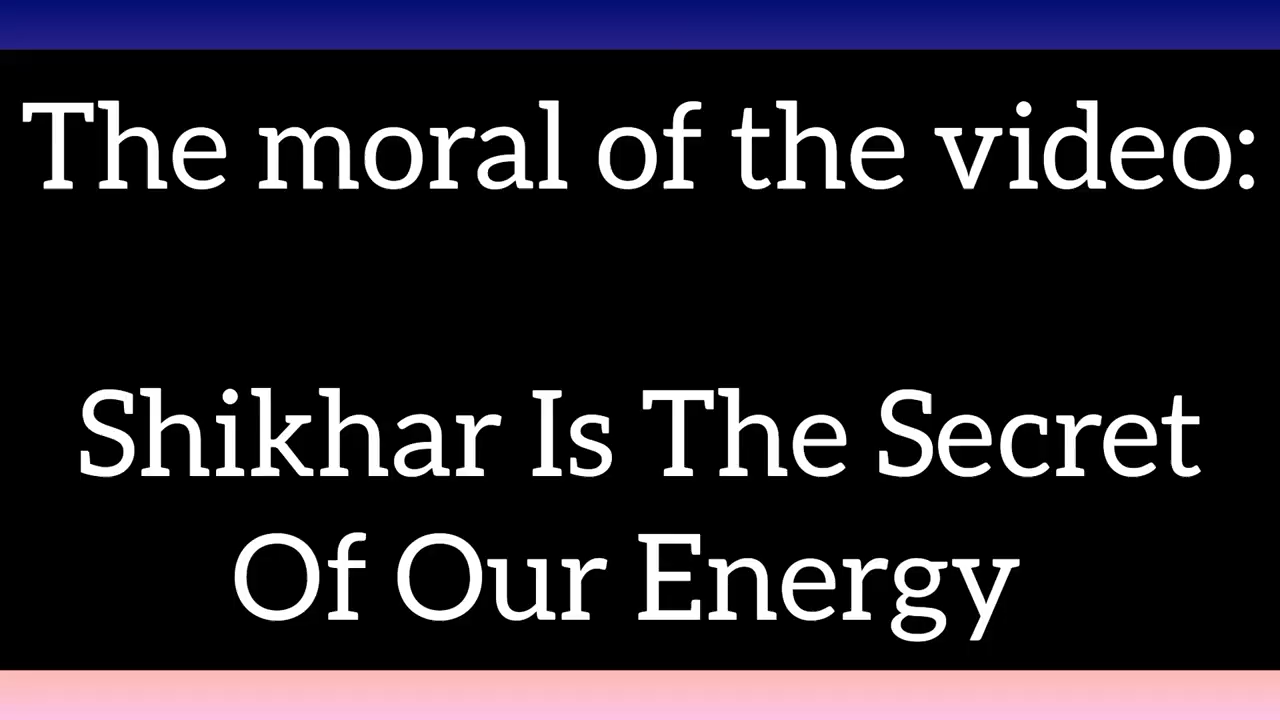 The moral of the video:
Shikhar Is The Secret
Of Our Energy